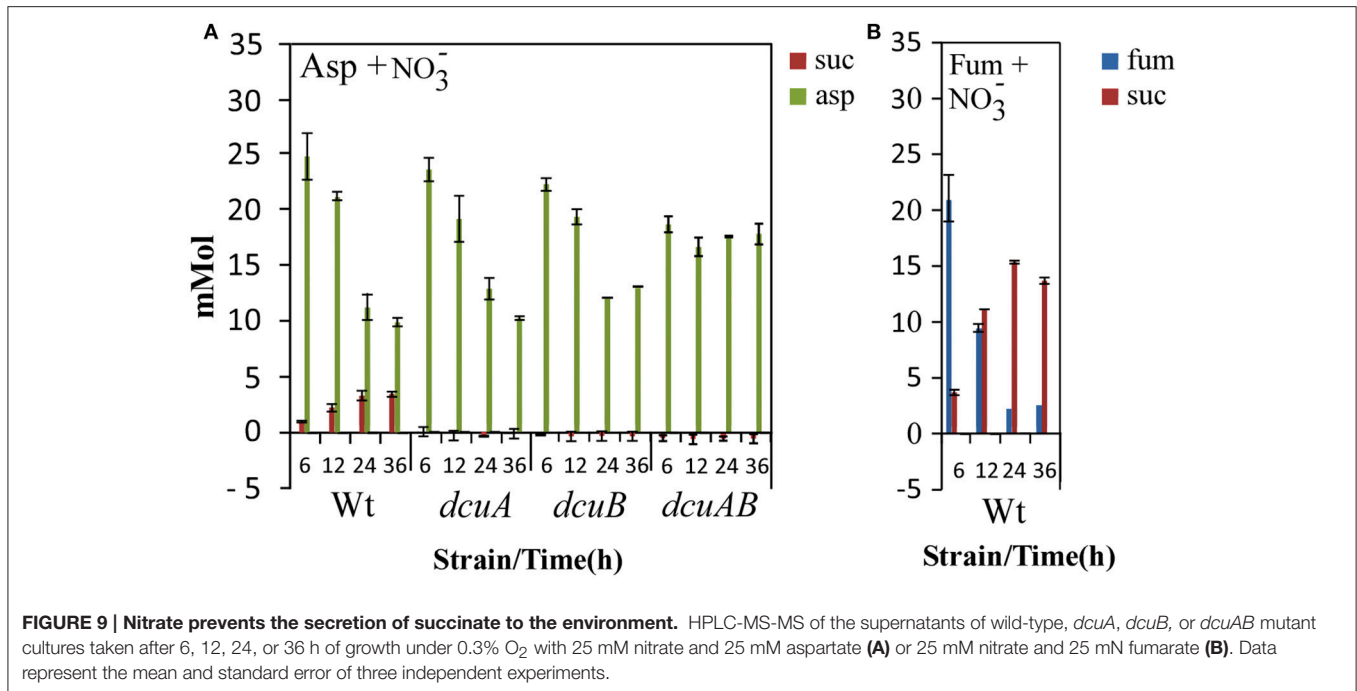 A
35
30
25
20
15
10
5
0
- 5
mMol
Asp + NO3-
suc
asp
6 12 24 36 6 12 24 36 6 12 24 36 6 12 24 36
Wt dcuA dcuB dcuAB
Strain/Time(h)
B
35
30
25
20
15
10
5
0
-5
Fum +
NO3-
fum
suc
6 12 24 36
Wt
Strain/Time(h)
FIGURE 9 | Nitrate prevents the secretion of succinate to the environment. HPLC-MS-MS of the supernatants of wild-type, dcuA, dcuB, or dcuAB mutant
cultures taken after 6, 12, 24, or 36 h of growth under 0.3% O2 with 25 mM nitrate and 25 mM aspartate (A) or 25 mM nitrate and 25 mN fumarate (B). Data
represent the mean and standard error of three independent experiments.